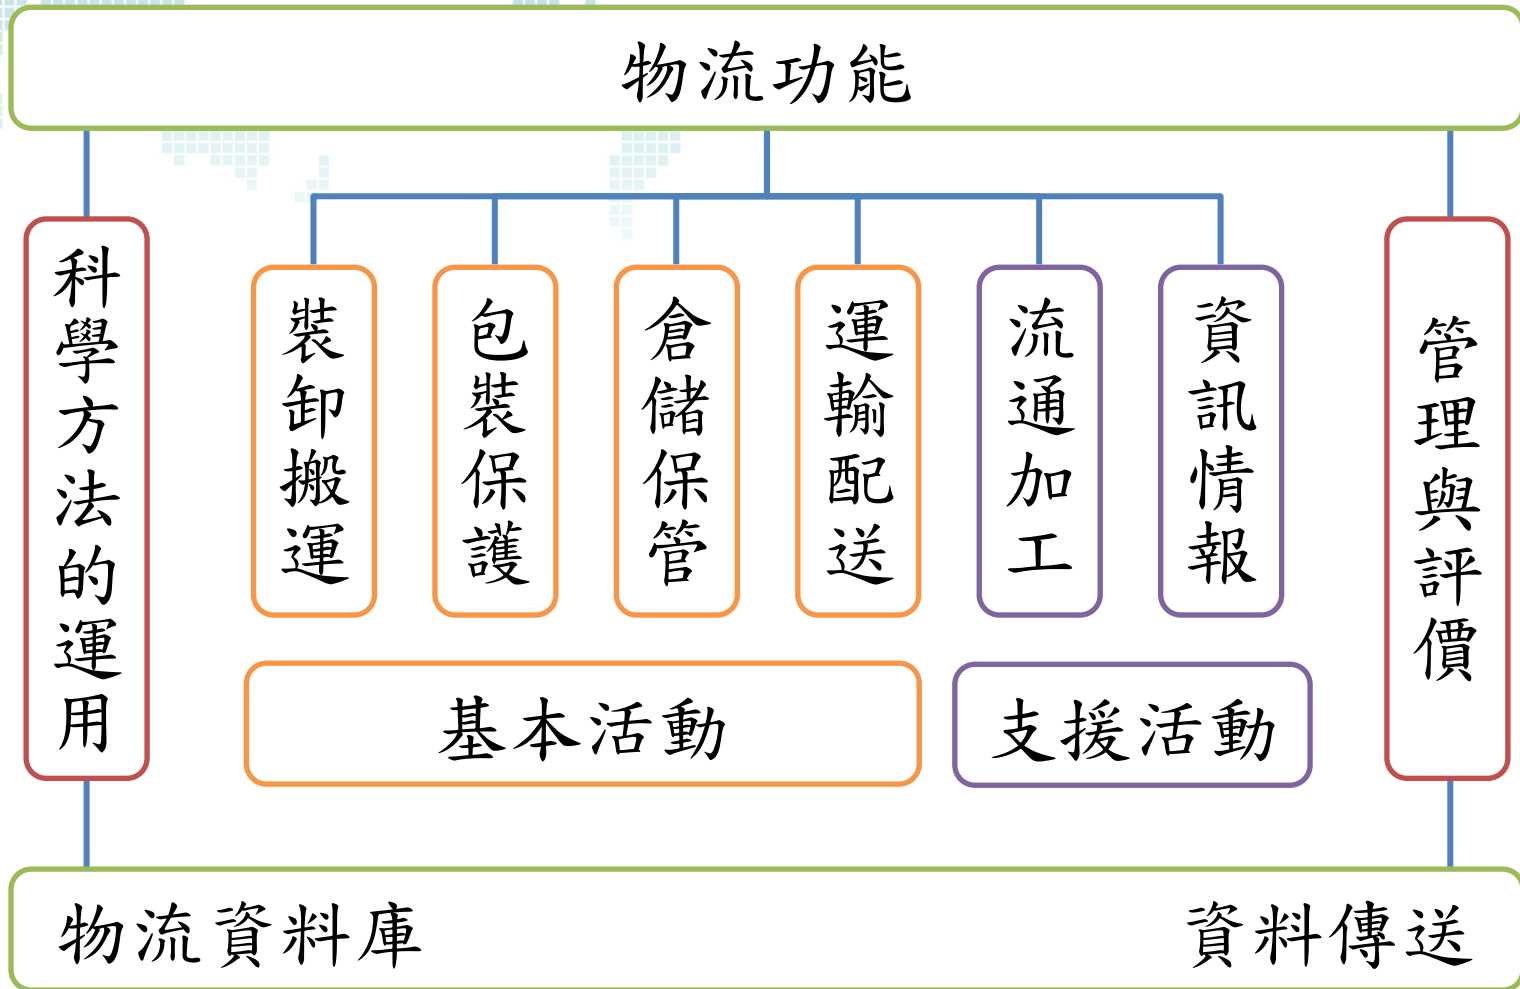 物流功能
科學方法的運用
裝卸搬運
包裝保護
倉儲保管
運輸配送
流通加工
資訊情報
管理與評價
基本活動
支援活動
物流資料庫
資料傳送